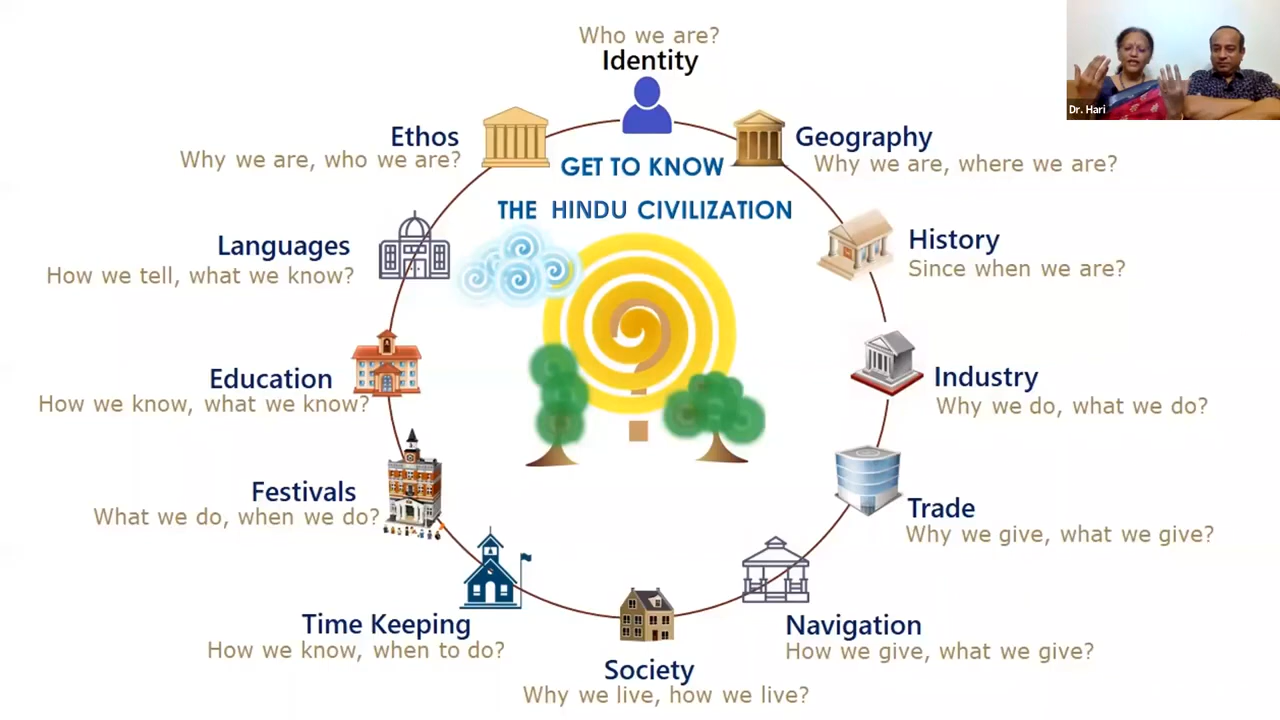 Who we are?
Identity
Dr. Hari
Ethos
Why we are, who we are?
Geography
Why we are, where we are?
GET TO KNOW
THE HINDU CIVILIZATION
Languages
How we tell, what we know?
History
Since when we are?
Education
How we know, what we know?
Industry
Why we do, what we do?
Festivals
What we do, when we do?
Trade
Why we give, what we give?
Time Keeping
How we know, when to do?
Navigation
How we give, what we give?
Society
Why we live, how we live?